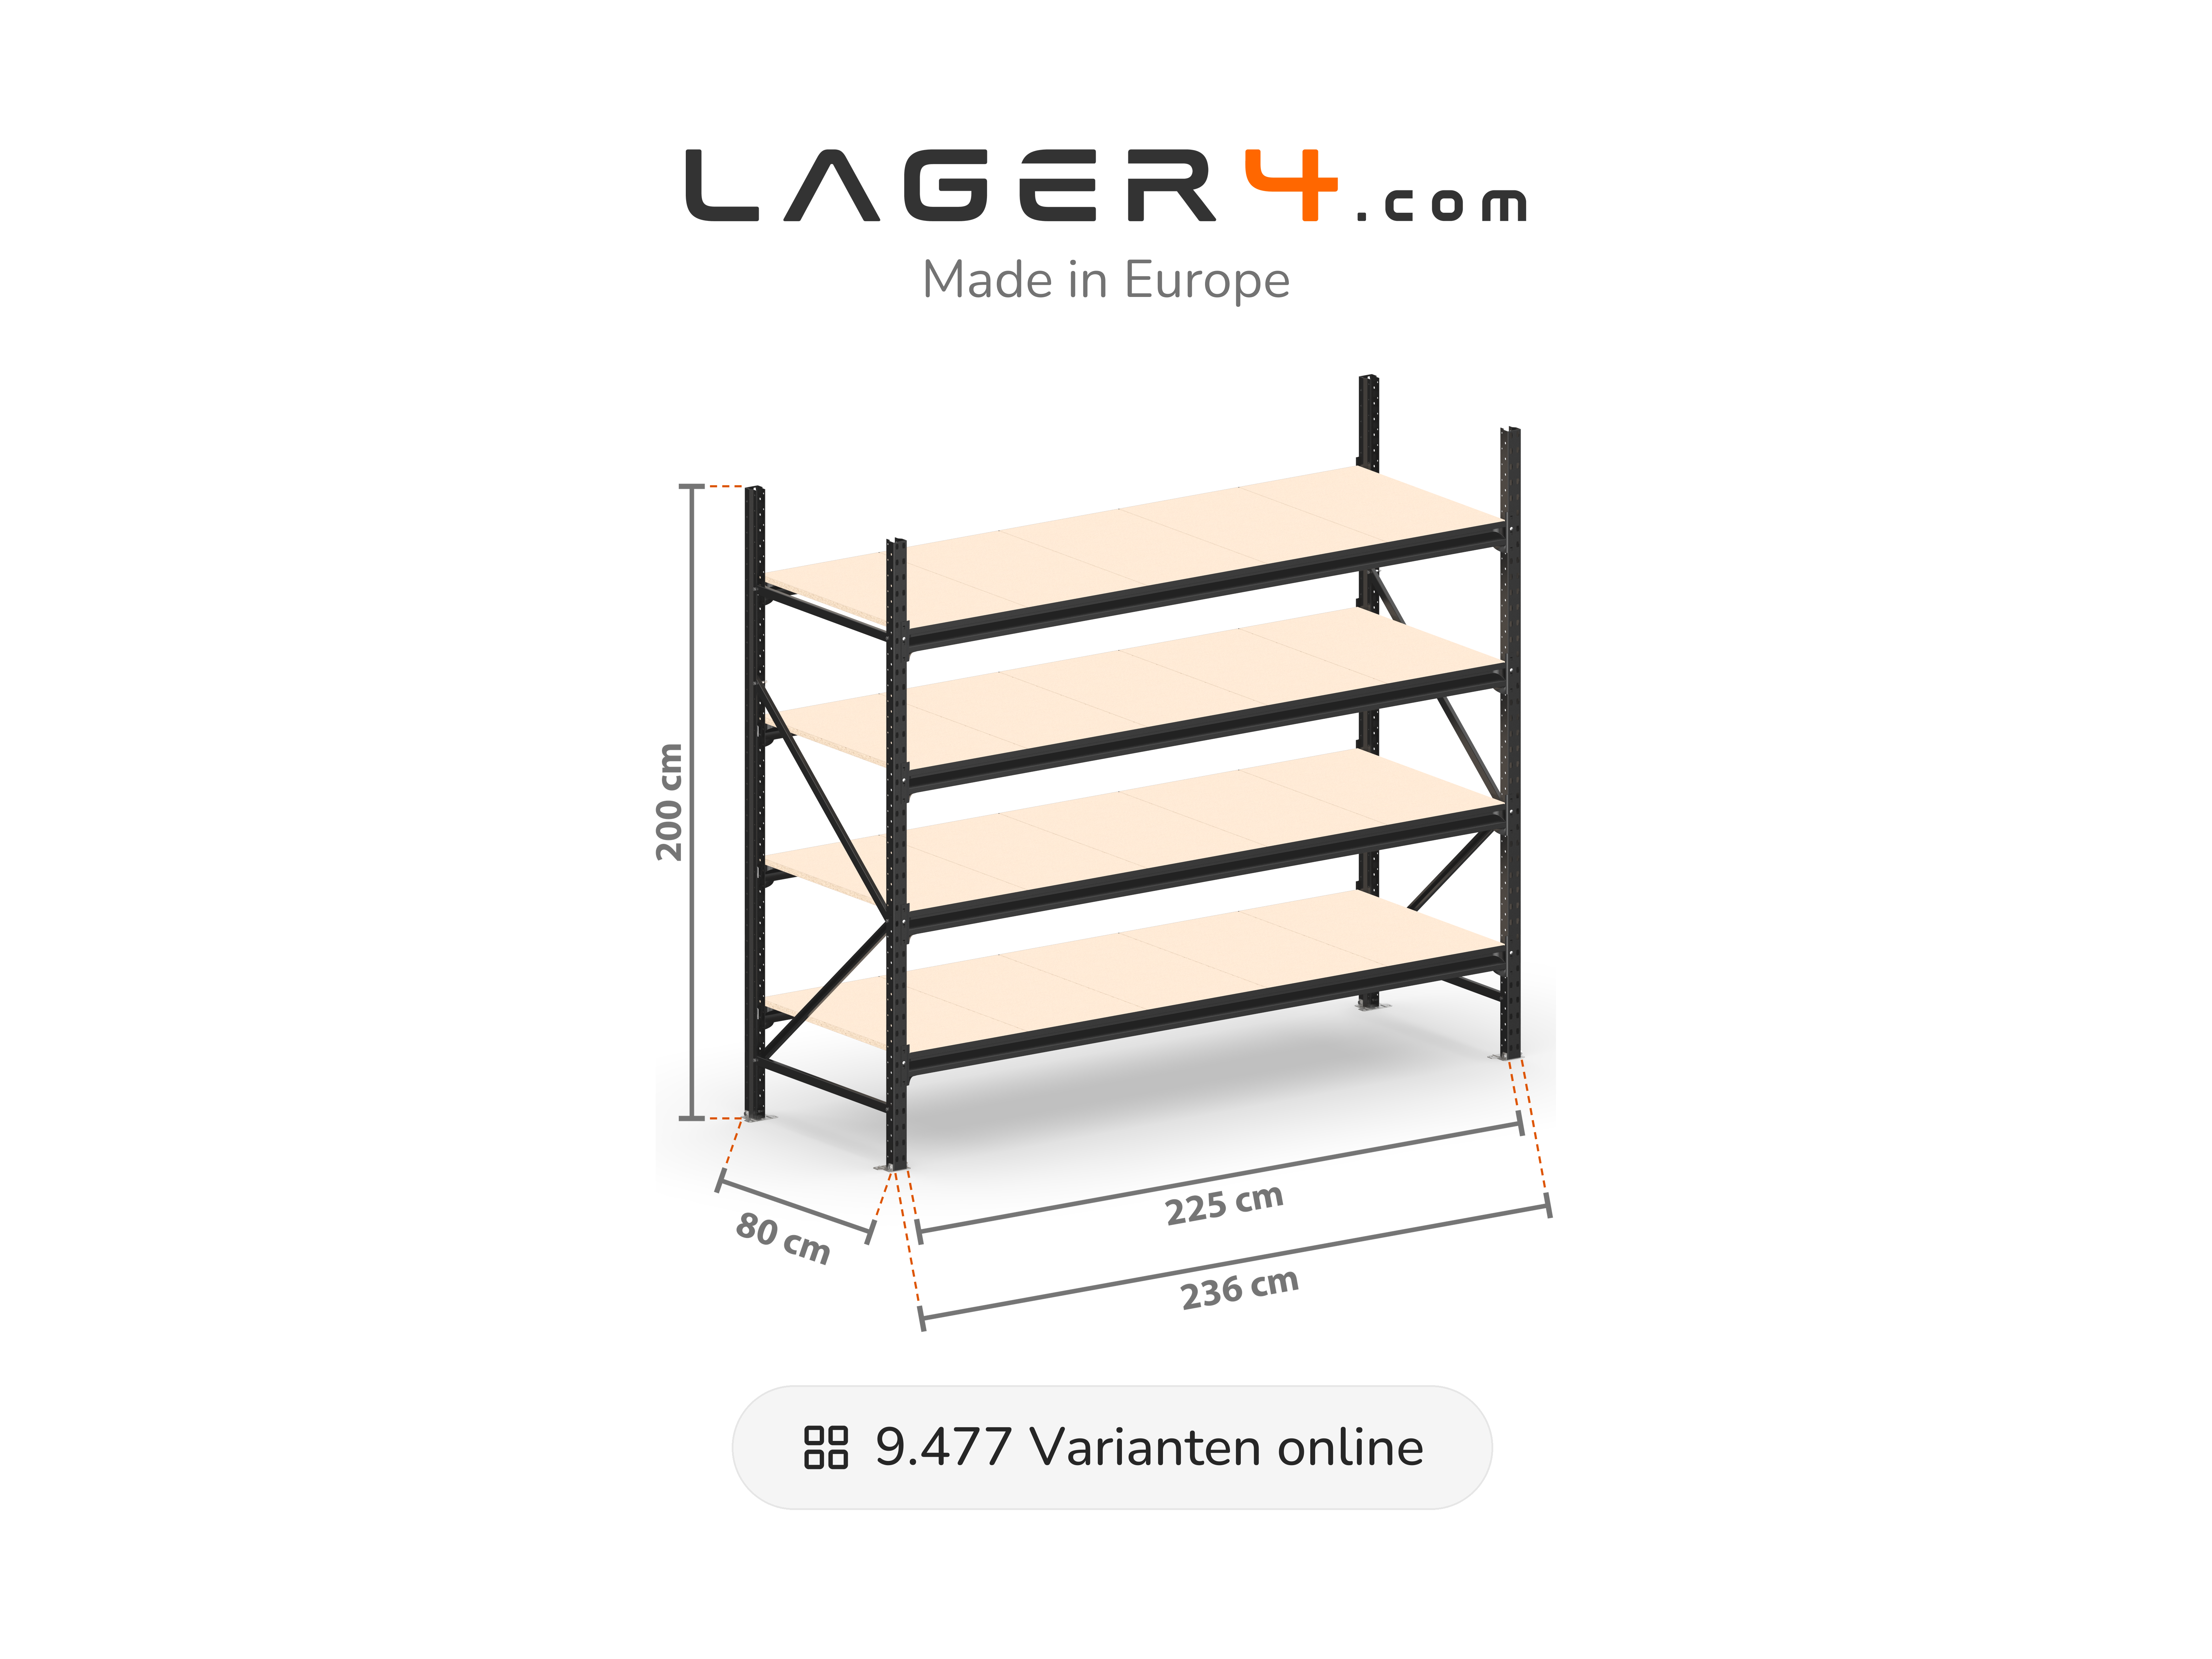 LAGER4.com
Made in Europe
200 cm
80 cm
225 cm
236 cm
9.477 Varianten online